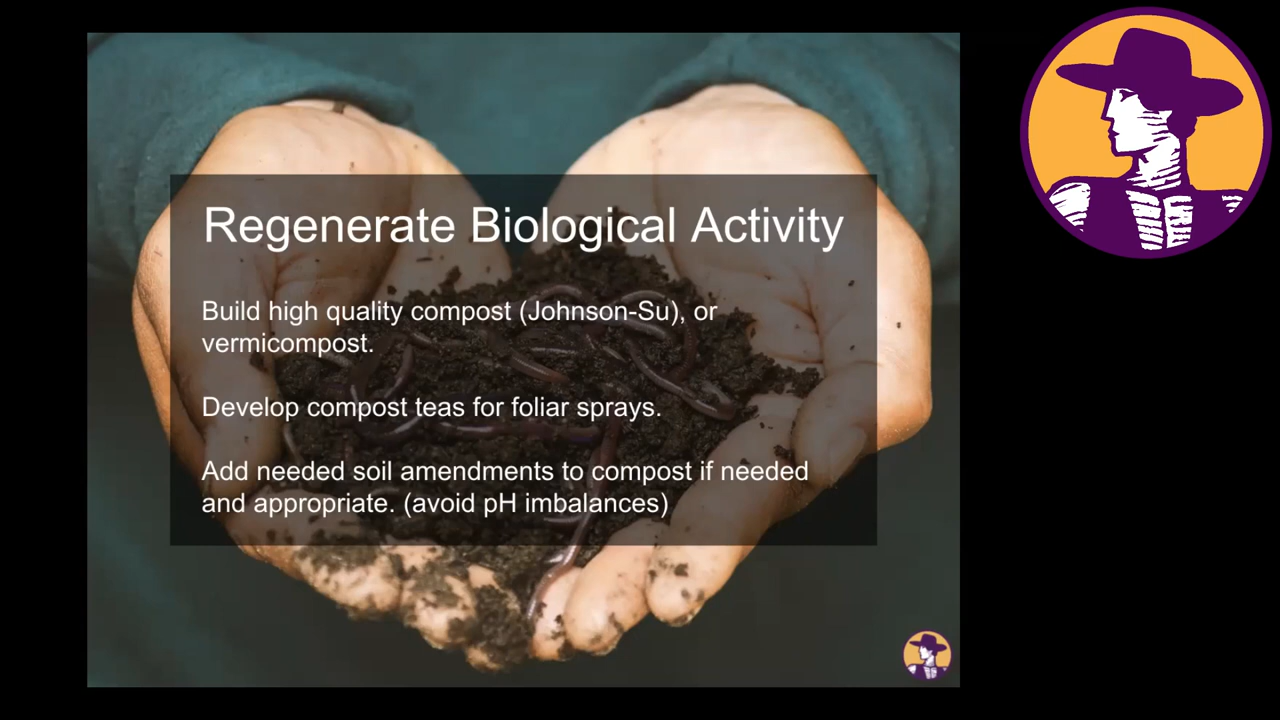 Regenerate Biological Activity
Build high quality compost (Johnson-Su), or
vermicompost.
Develop compost teas for foliar sprays.
Add needed soil amendments to compost if needed
and appropriate. (avoid pH imbalances)